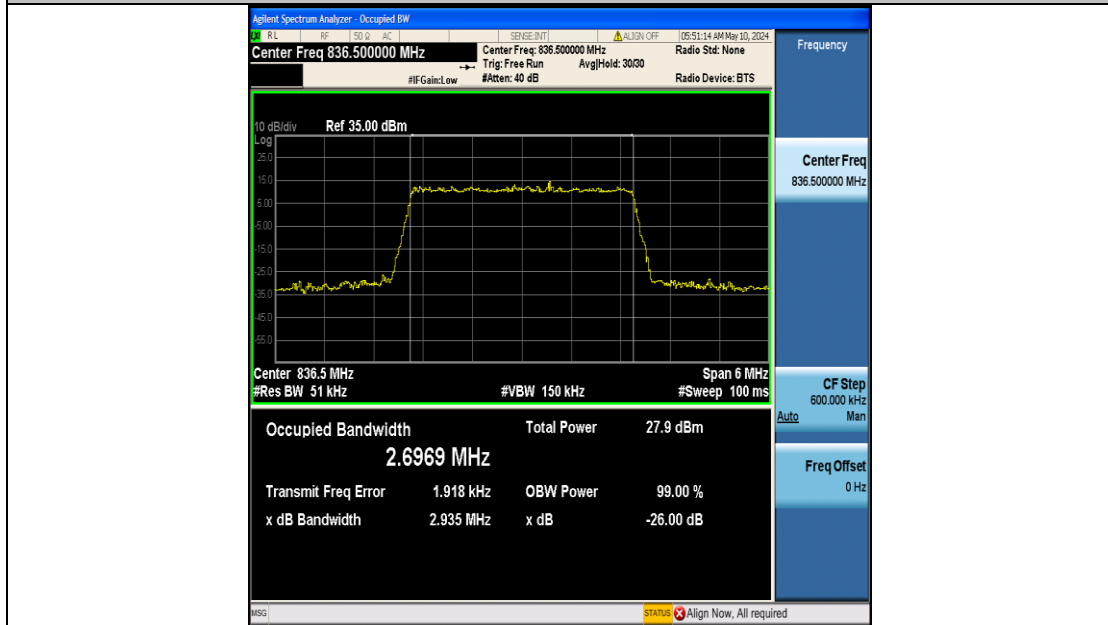 Agilent Spectrum Analyzer - Occupied BW
RL RF 50 Ω AC SENSE:INT ALIGN OFF 05:51:14 AM May 10, 2024
Center Freq 836.500000 MHz
Center Freq: 836.500000 MHz
Radio Std: None
Trig: Free Run Avg|Hold: 30/30
#IFGain:Low
#Atten: 40 dB
Radio Device: BTS
10 dB/div Ref 35.00 dBm
Log
25.0
15.0
5.00
-5.00
-15.0
-25.0
-35.0
-45.0
-55.0
Center 836.5 MHz
Span 6 MHz
#Res BW 51 kHz
#VBW 150 kHz
#Sweep 100 ms
Occupied Bandwidth
2.6969 MHz
Total Power 27.9 dBm
Transmit Freq Error 1.918 kHz
OBW Power 99.00 %
x dB Bandwidth 2.935 MHz
x dB -26.00 dB
MSG
STATUS Align Now, All required
Frequency
Center Freq
836.500000 MHz
CF Step
600.000 kHz
Auto Man
Freq Offset
0 Hz